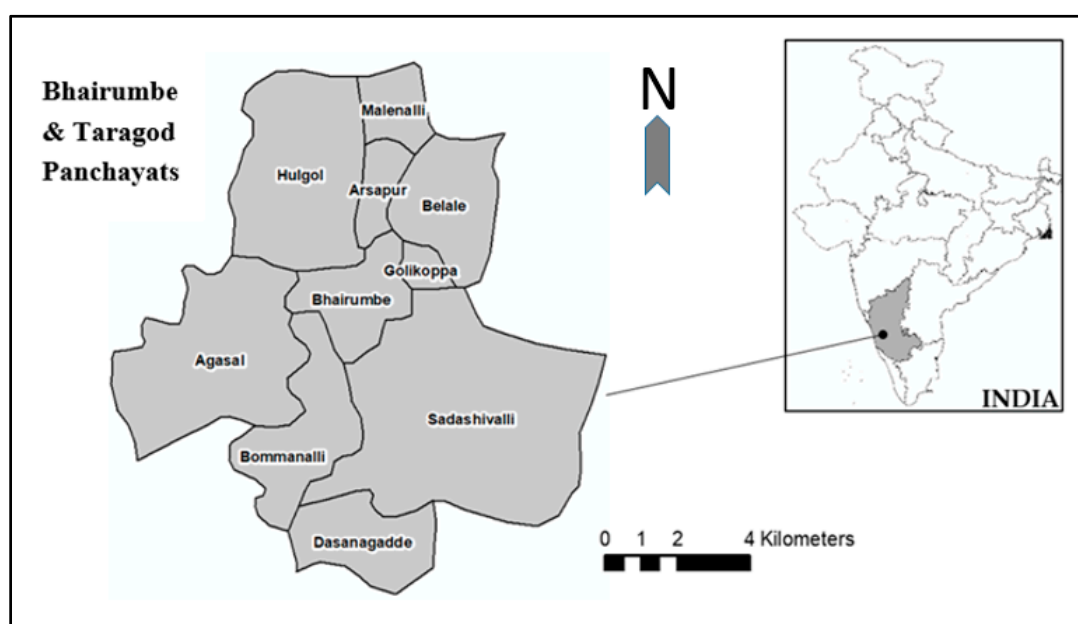 Bhairumbe
& Taragod
Panchayats
N
Malenalli
Hulgol
Arsapur
Belale
Golikoppa
Bhairumbe
Agasal
Sadashivalli
Bommanalli
Dasanagadde
INDIA
0 1 2 4 Kilometers